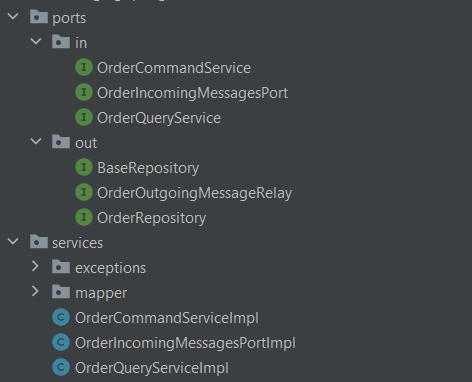 ports
in
I OrderCommandService
I OrderIncomingMessagesPort
I OrderQueryService
out
I BaseRepository
I OrderOutgoingMessageRelay
I OrderRepository
services
exceptions
mapper
C OrderCommandServiceImpl
C OrderIncomingMessagesPortImpl
C OrderQueryServiceImpl